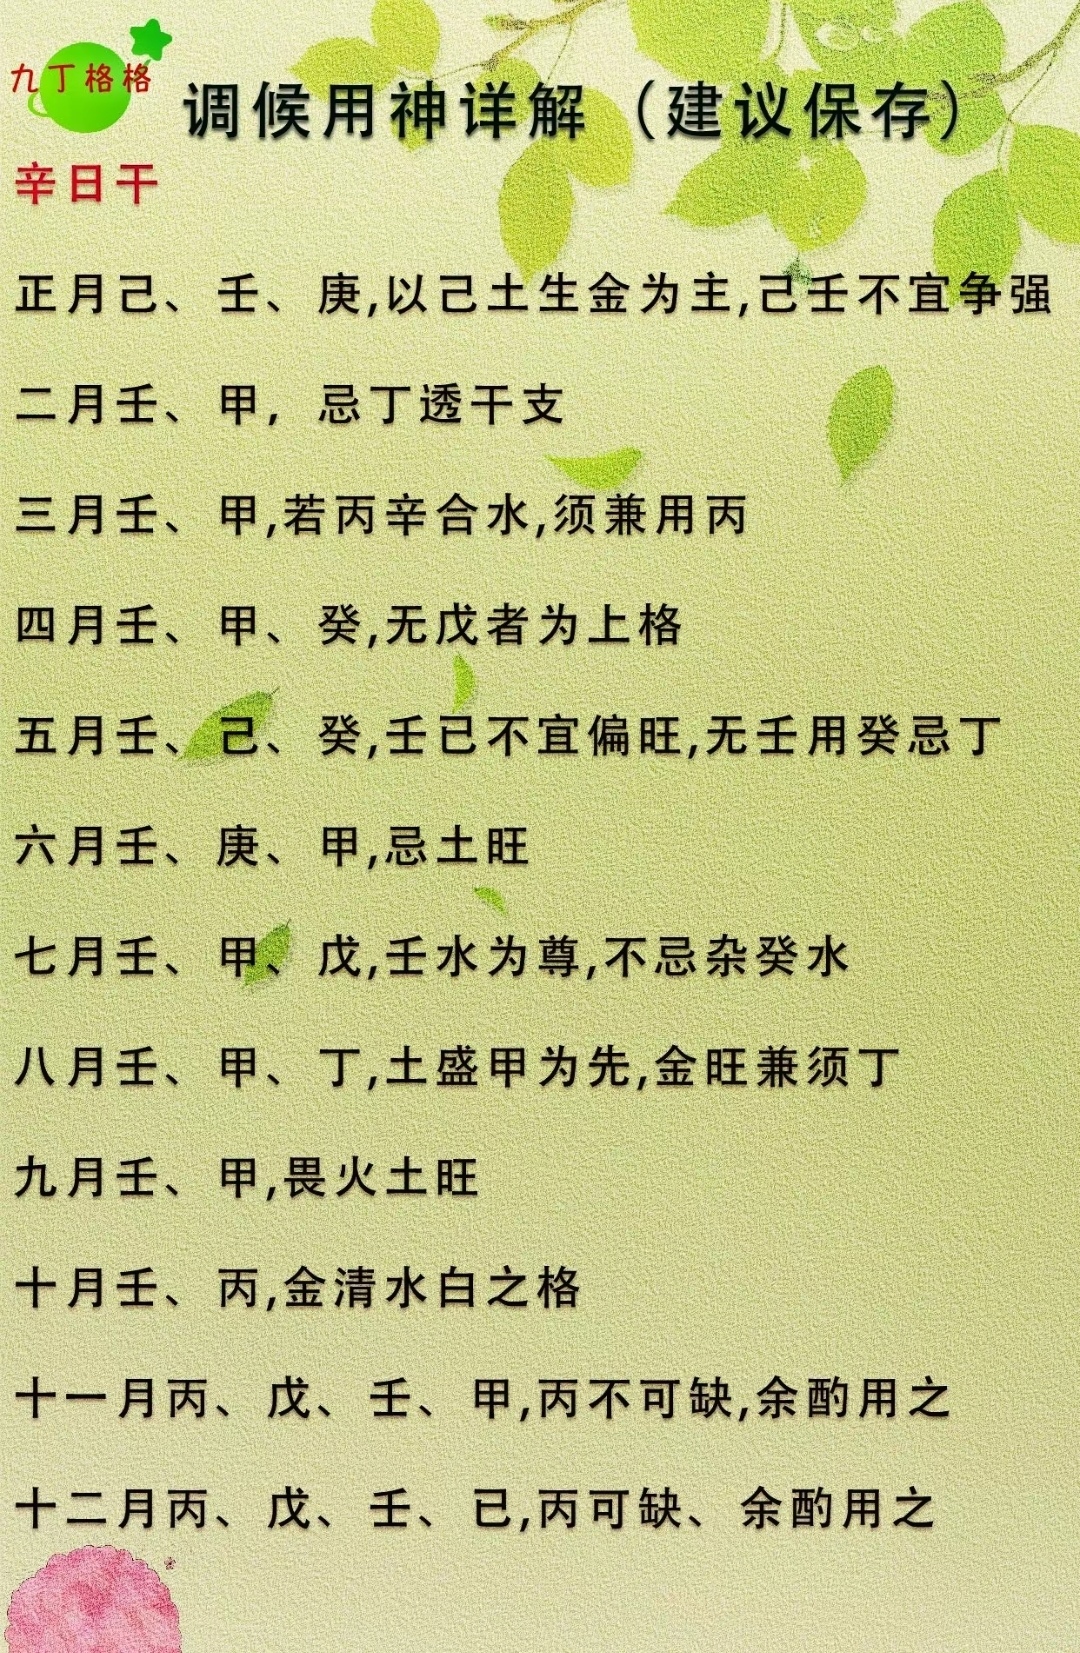 九丁格格
调候用神详解（建议保存）
辛日干
正月己、壬、庚,以己土生金为主,己壬不宜争强
二月壬、甲，忌丁透干支
三月壬、甲,若丙辛合水,须兼用丙
四月壬、甲、癸,无戊者为上格
五月壬、己、癸,壬已不宜偏旺,无壬用癸忌丁
六月壬、庚、甲,忌土旺
七月壬、甲、戊,壬水为尊,不忌杂癸水
八月壬、甲、丁,土盛甲为先,金旺兼须丁
九月壬、甲,畏火土旺
十月壬、丙,金清水白之格
十一月丙、戊、壬、甲,丙不可缺,余酌用之
十二月丙、戊、壬、已,丙可缺、余酌用之